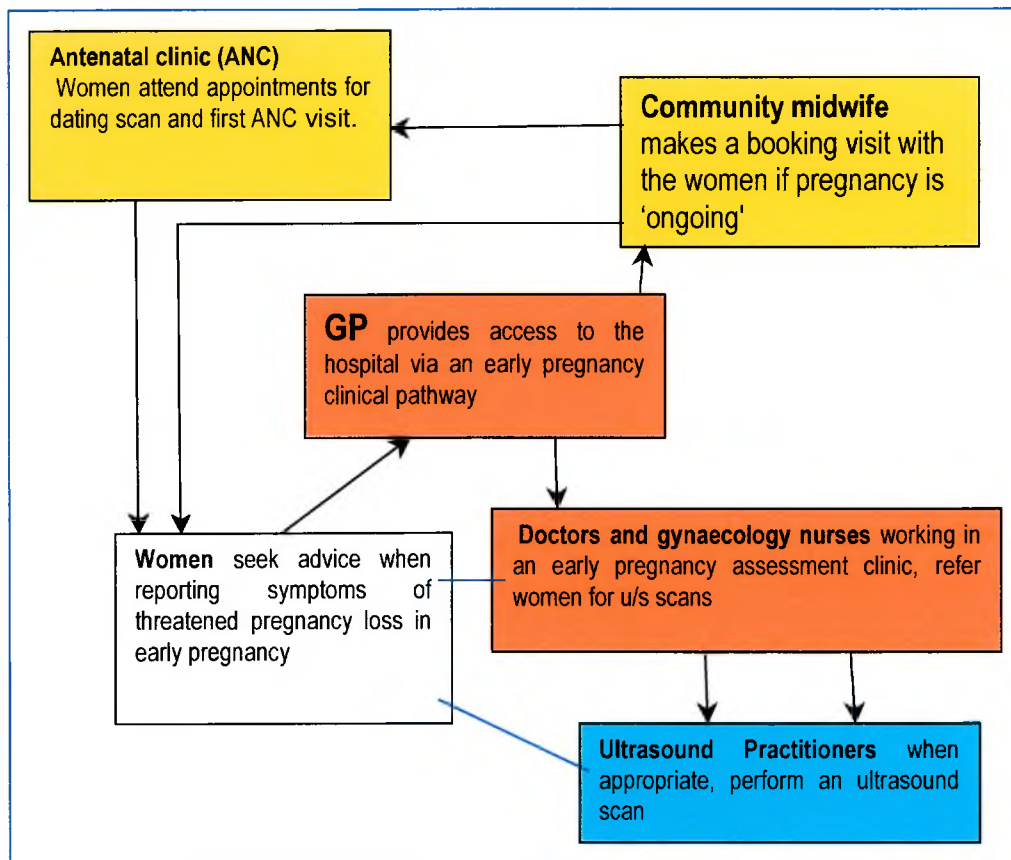 Antenatal clinic (ANC)
Women attend appointments for
dating scan and first ANC visit.
Community midwife
makes a booking visit with
the women if pregnancy is
‘ongoing'
GP provides access to the
hospital via an early pregnancy
clinical pathway
Women seek advice when
reporting symptoms of
threatened pregnancy loss in
early pregnancy
Doctors and gynaecology nurses working in
an early pregnancy assessment clinic, refer
women for u/s scans
Ultrasound Practitioners when
appropriate, perform an ultrasound
scan